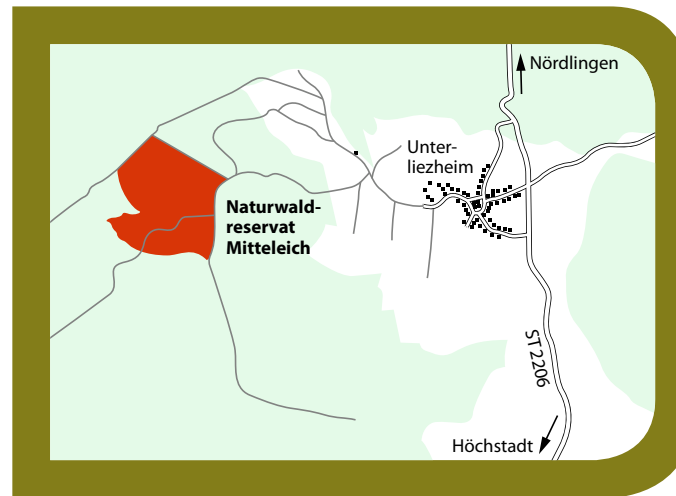 Nördlingen
Unter-
liezheim
Naturwald-
reservat
Mitteleich
ST 2206
Höchstadt